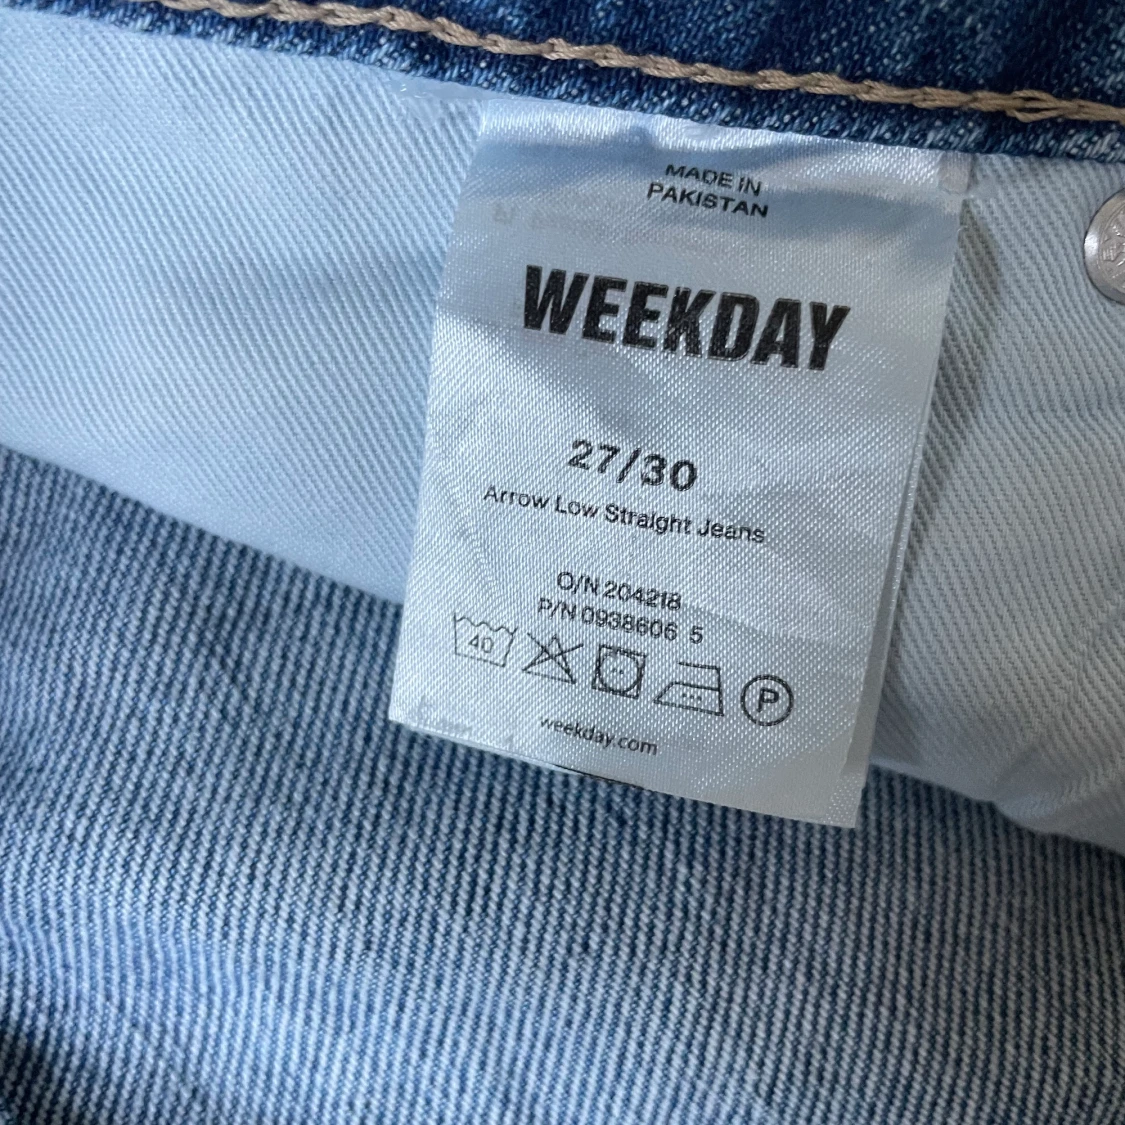 MADE IN
PAKISTAN
WEEKDAY
27/30
Arrow Low Straight Jeans
O/N 204218
P/N 0938606 5
40
P
weekday.com